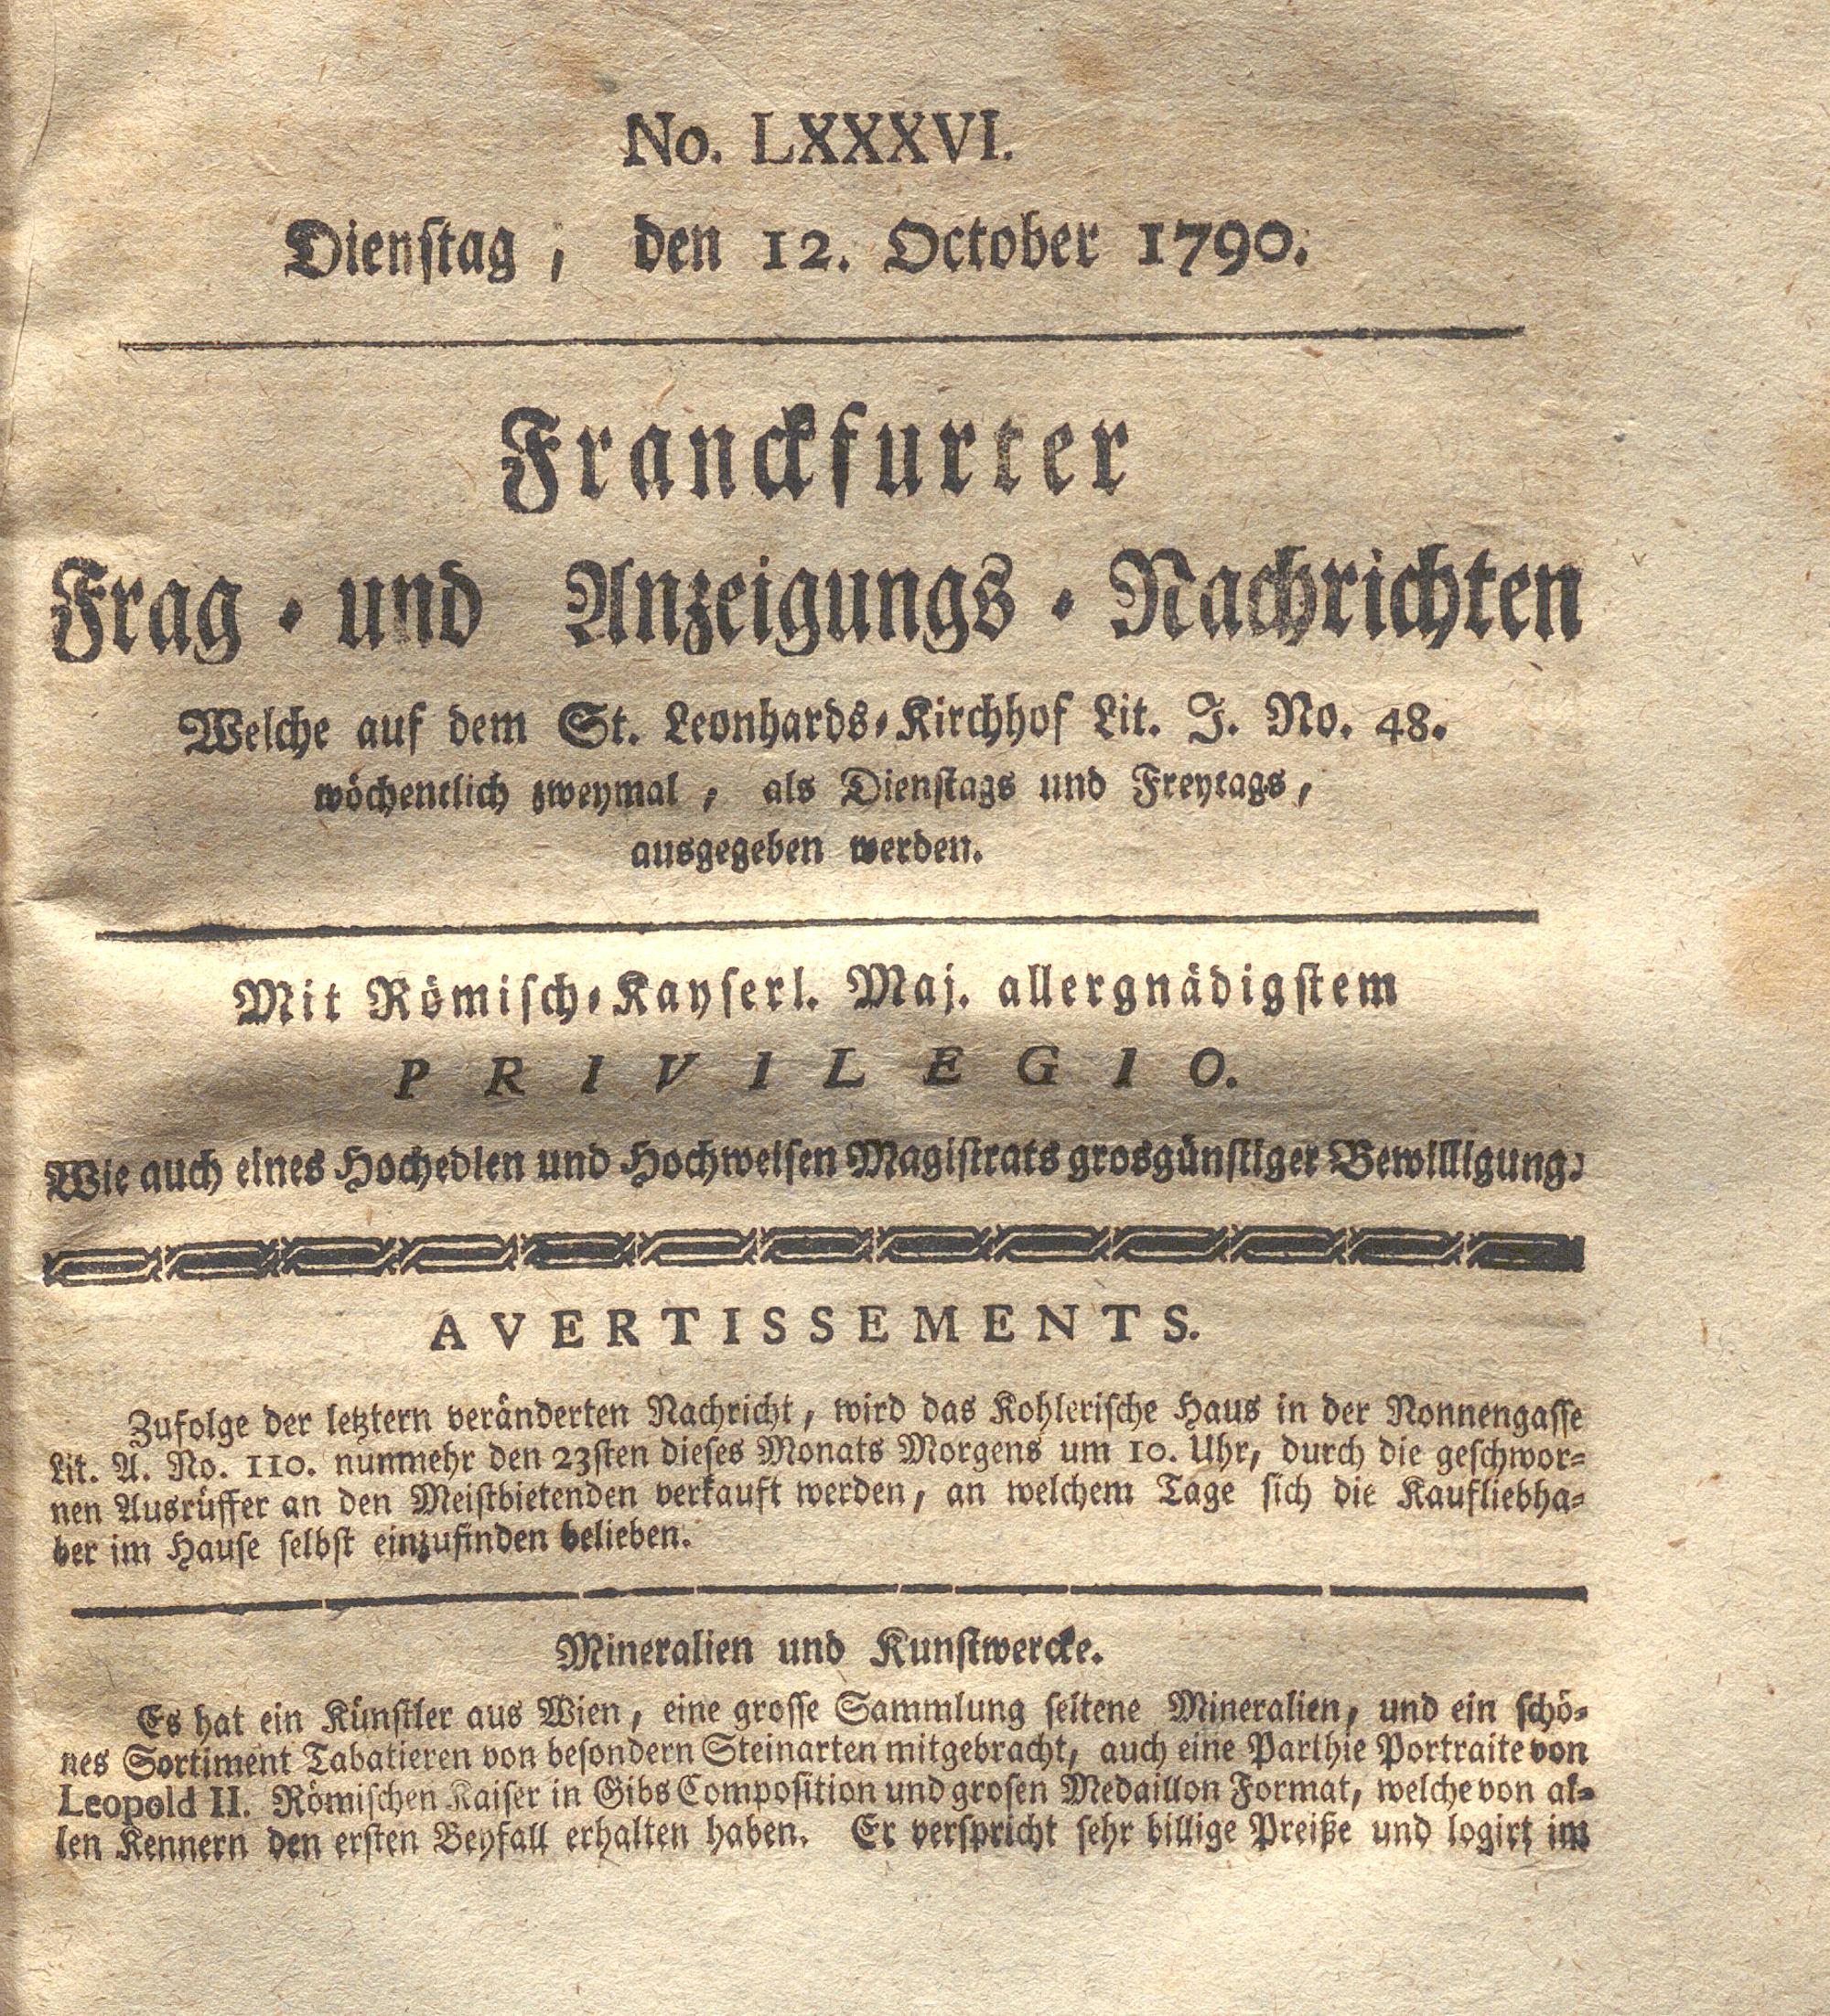 No. LXXXVI.
Dienstag, den 12. October 1790.
Franckfurter
Frag- und Anzeigungs-Nachrichten
Welche auf dem St. Leonhards-Kirchhof Lit. J. No. 48.
wöchentlich zweymal, als Dienstags und Freytags,
ausgegeben werden.
Mit Römisch-Kayserl. Maj. allergnädigstem
PRIVILEGIO.
Wie auch eines Hochedlen und Hochweisen Magistrats grosgünstiger Bewilligung.
AVERTISSEMENTS.
Zufolge der letztern veränderten Nachricht, wird das Kohlerische Haus in der Nonnengasse
Lit. A. No. 110. nunmehr den 23sten dieses Monats Morgens um 10. Uhr, durch die geschwor-
nen Ausrüffer an den Meistbietenden verkauft werden, an welchem Tage sich die Kaufliebha-
ber im Hause selbst einzufinden belieben.
Mineralien und Kunstwercke.
Es hat ein Künstler aus Wien, eine grosse Sammlung seltene Mineralien, und ein schö-
nes Sortiment Tabatieren von besondern Steinarten mitgebracht, auch eine Parthie Portraite von
Leopold II. Römischen Kaiser in Gibs Composition und grosen Medaillon Format, welche von al-
len Kennern den ersten Beyfall erhalten haben. Er verspricht sehr billige Preiße und logirt im